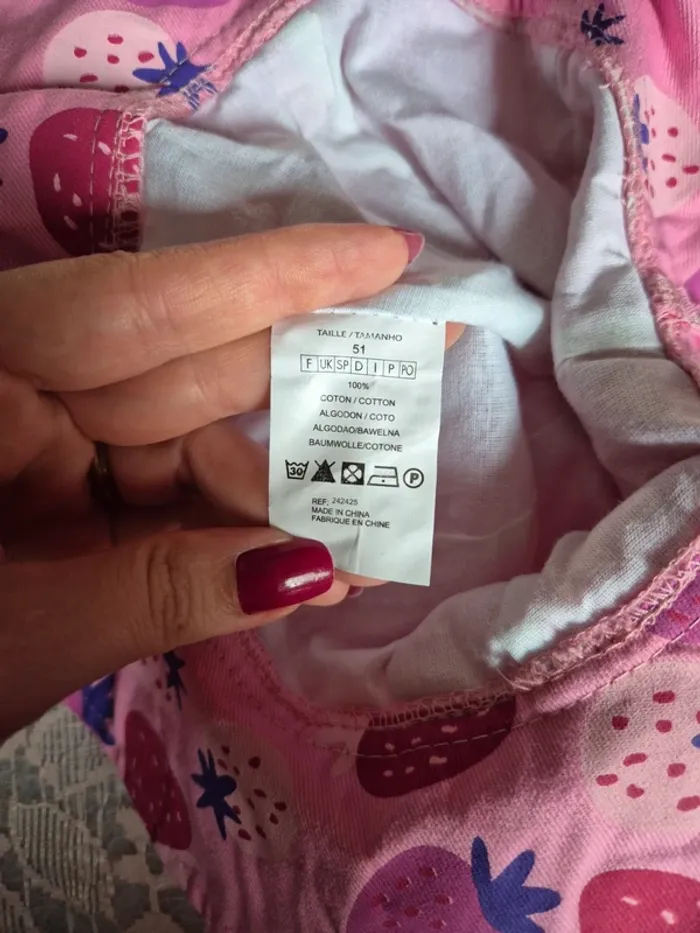 TAILLE / TAMANHO
51
F UK SP D I P PO
100%
COTON / COTTON
ALGODON / COTO
ALGODAO/BAWELNA
BAUMWOLLE/COTONE
30 P
REF: 242425
MADE IN CHINA
FABRIQUE EN CHINE